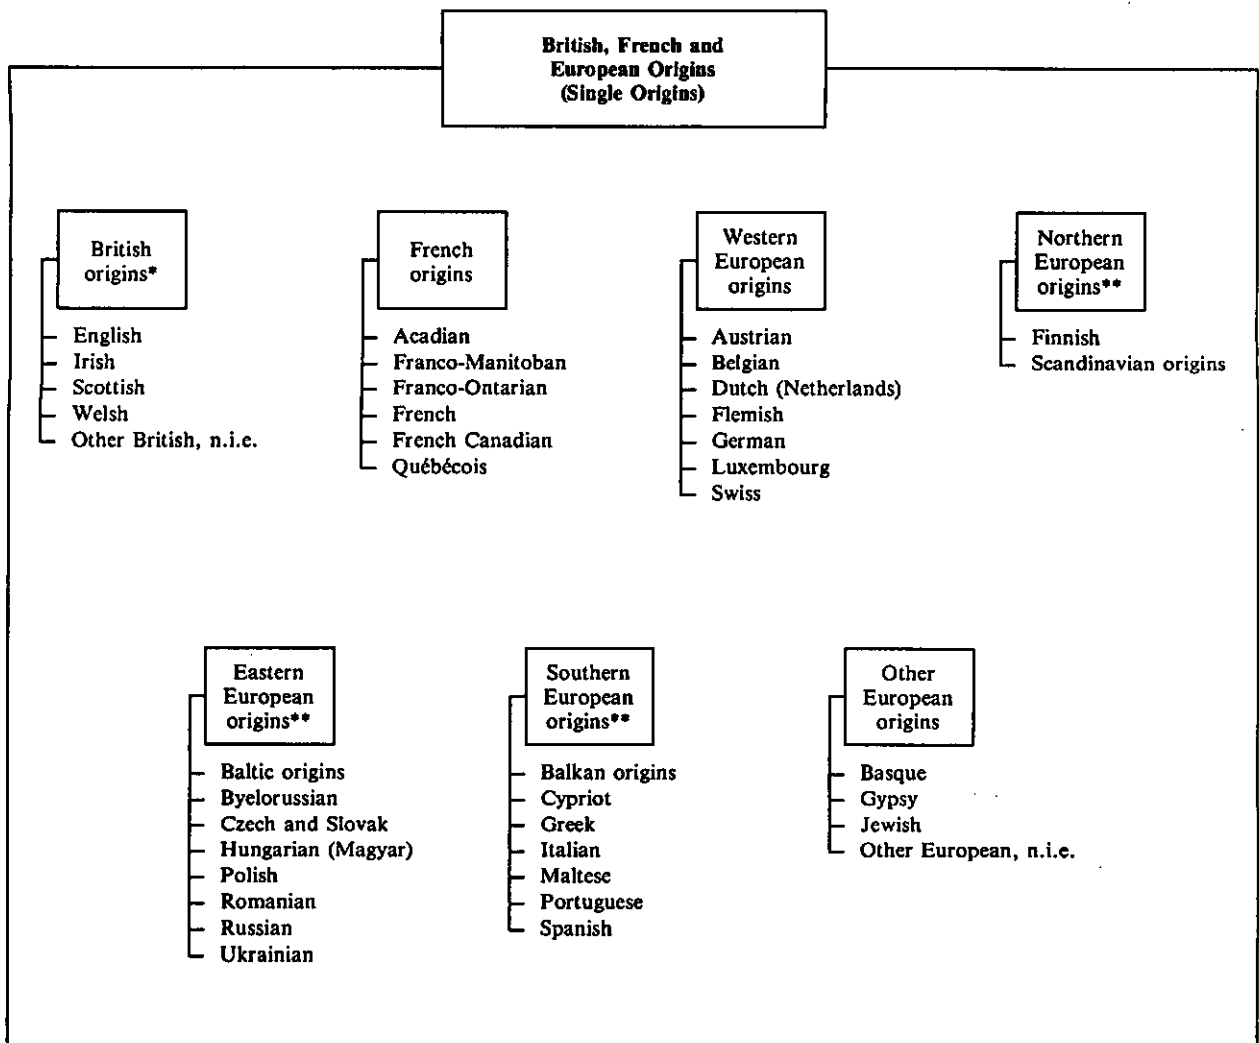 British, French and
European Origins
(Single Origins)
British
origins*
English
Irish
Scottish
Welsh
Other British, n.i.e.
French
origins
Acadian
Franco-Manitoban
Franco-Ontarian
French
French Canadian
Québécois
Western
European
origins
Austrian
Belgian
Dutch (Netherlands)
Flemish
German
Luxembourg
Swiss
Northern
European
origins**
Finnish
Scandinavian origins
Eastern
European
origins**
Baltic origins
Byelorussian
Czech and Slovak
Hungarian (Magyar)
Polish
Romanian
Russian
Ukrainian
Southern
European
origins**
Balkan origins
Cypriot
Greek
Italian
Maltese
Portuguese
Spanish
Other
European
origins
Basque
Gypsy
Jewish
Other European, n.i.e.